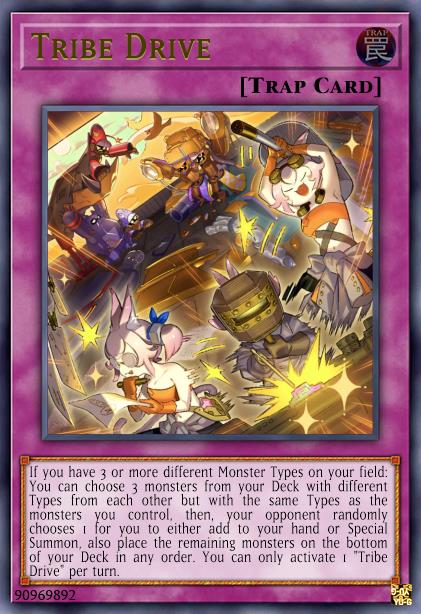 Tribe Drive
TRAP
罠
[Trap Card]
If you have 3 or more different Monster Types on your field:
You can choose 3 monsters from your Deck with different
Types from each other but with the same Types as the
monsters you control, then, your opponent randomly
chooses 1 for you to either add to your hand or Special
Summon, also place the remaining monsters on the bottom
of your Deck in any order. You can only activate 1 "Tribe
Drive" per turn.
90969892